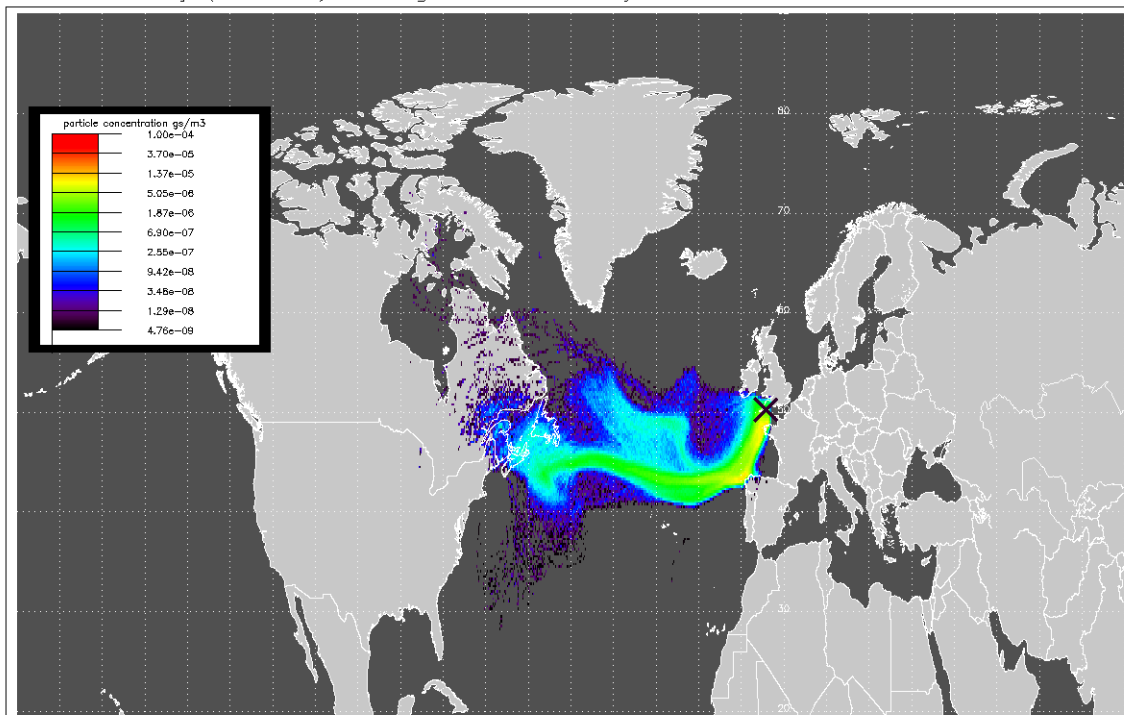 particle concentration gs/m3
1.00e-04
3.70e-05
1.37e-05
5.05e-06
1.87e-06
6.90e-07
2.55e-07
9.42e-08
3.48e-08
1.29e-08
4.76e-09
80
70
60
30
20